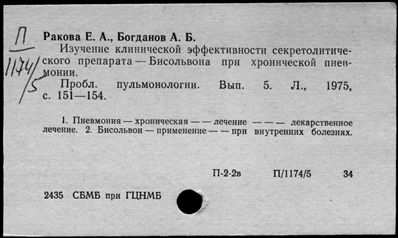 П
1174/5
Ракова Е. А., Богданов А. Б.
Изучение клинической эффективности секретолитиче-
ского препарата — Бисольвона при хронической пнев-
монии.
Пробл. пульмонологии. Вып. 5. Л., 1975,
с. 151—154.
1. Пневмония — хроническая — — лечение — — — лекарственное
лечение. 2. Бисольвон — применение — — при внутренних болезнях.
П-2-2в П/1174/5 34
2435 СБМБ при ГЦНМБ